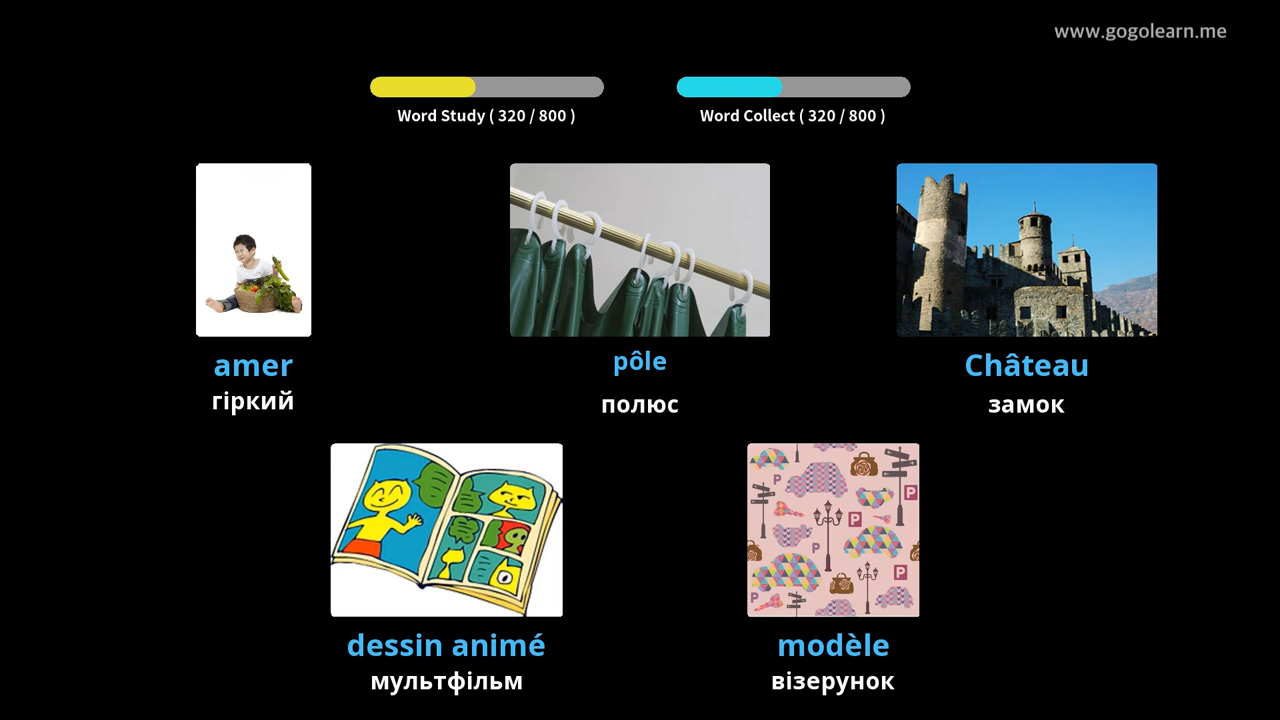 www.gogolearn.me
Word Study ( 320 / 800 )
Word Collect ( 320 / 800 )
amer
гіркий
pôle
полюс
Château
замок
dessin animé
мультфільм
modèle
візерунок
P
P
P
P
P
P